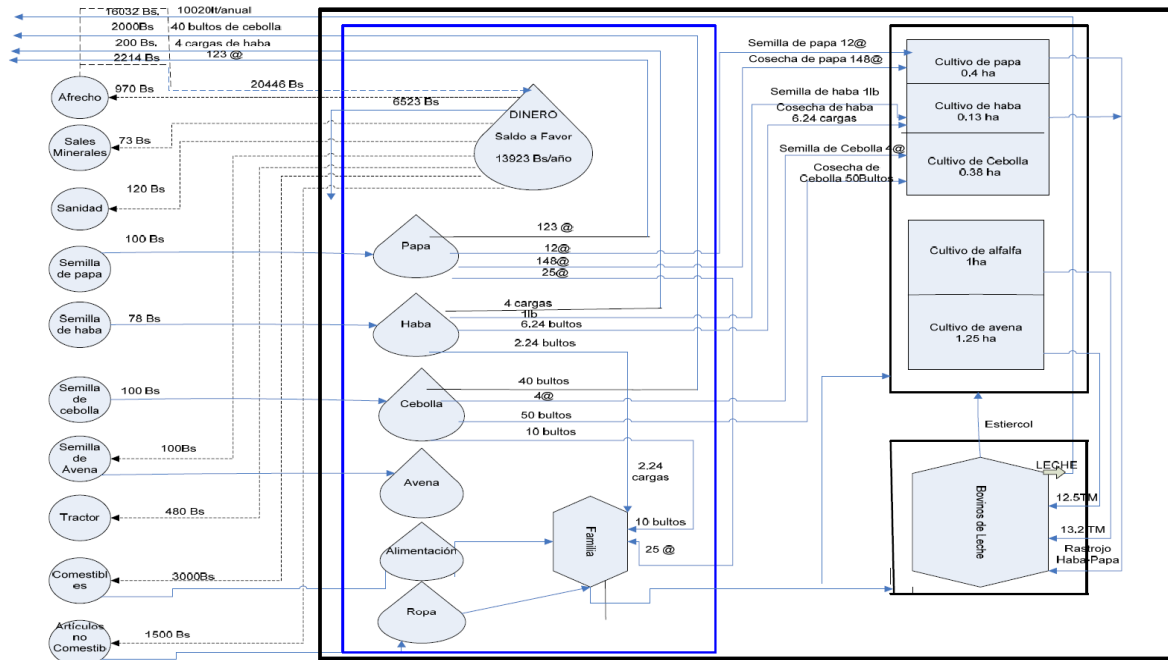 16032 Bs. 10020lt/anual
2000Bs 40 bultos de cebolla
200 Bs. 4 cargas de haba
2214 Bs 123 @
970 Bs
20446 Bs
6523 Bs
Afrecho
Sales
Minerales
73 Bs
Sanidad
120 Bs
Semilla
de papa
100 Bs
Semilla
de haba
78 Bs
Semilla
de
cebolla
100 Bs
Semilla
de
Avena
100Bs
Tractor
480 Bs
Comestibl
es
3000Bs
Artículos
no
Comestib
1500 Bs
DINERO
Saldo a Favor
13923 Bs/año
Papa
123 @
12@
148@
25@
Haba
4 cargas
1lb
6.24 bultos
2.24 bultos
Cebolla
40 bultos
4@
50 bultos
10 bultos
Avena
Alimentación
Ropa
Familia
2.24
cargas
10 bultos
25 @
Semilla de papa 12@
Cosecha de papa 148@
Semilla de haba 1lb
Cosecha de haba
6.24 cargas
Semilla de Cebolla 4@
Cosecha de
Cebolla 50Bultos
Cultivo de papa
0.4 ha
Cultivo de haba
0.13 ha
Cultivo de Cebolla
0.38 ha
Cultivo de alfalfa
1ha
Cultivo de avena
1.25 ha
Estiercol
LECHE
Bovinos de Leche
12.5TM
13.2 TM
Rastrojo
Haba-Papa